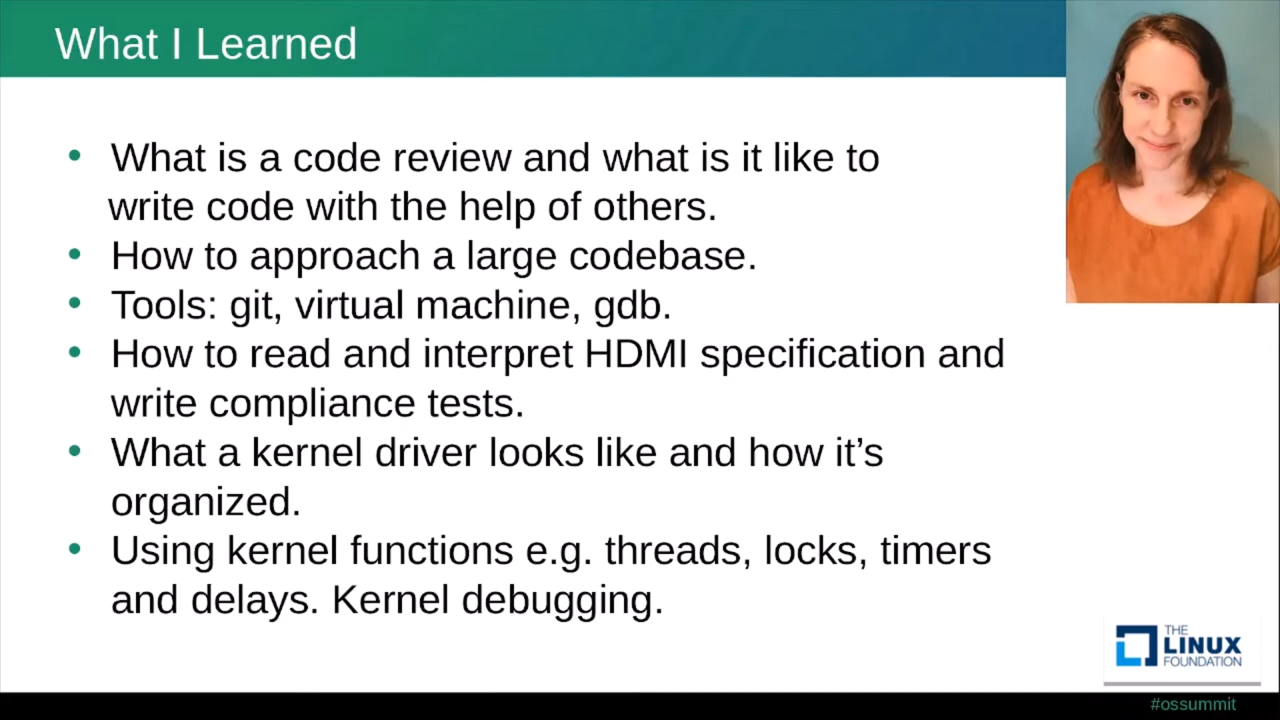 What I Learned
• What is a code review and what is it like to
write code with the help of others.
• How to approach a large codebase.
• Tools: git, virtual machine, gdb.
• How to read and interpret HDMI specification and
write compliance tests.
• What a kernel driver looks like and how it’s
organized.
• Using kernel functions e.g. threads, locks, timers
and delays. Kernel debugging.
THE
LINUX
FOUNDATION
#ossummit